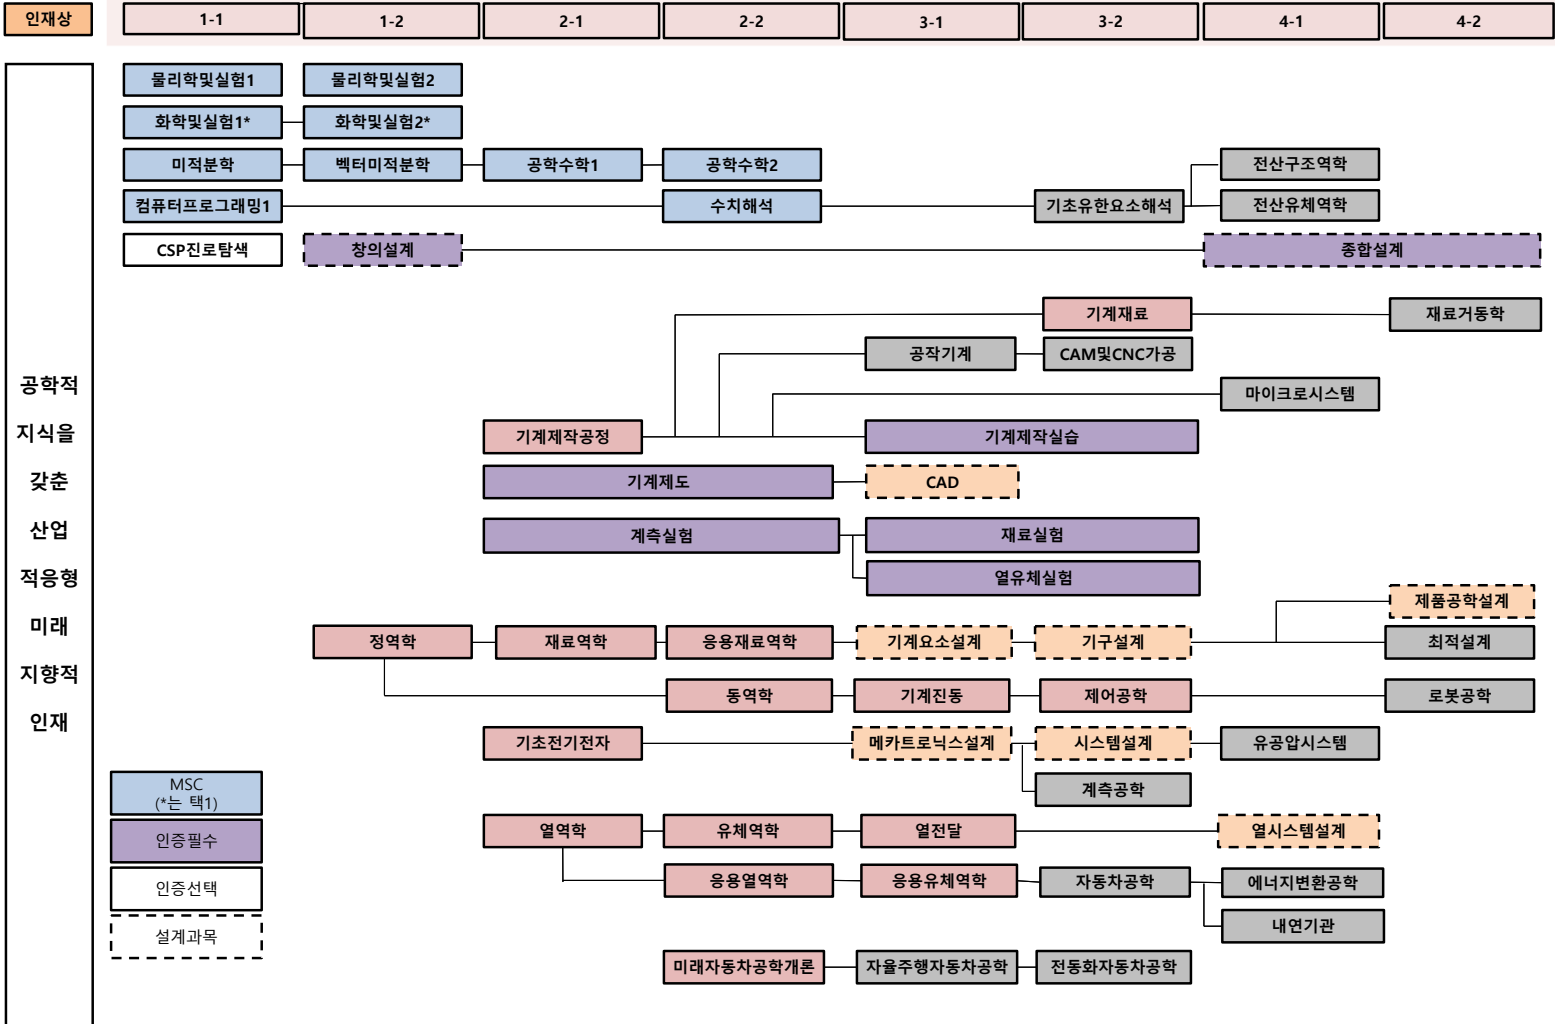 인재상
1-1
1-2
2-1
2-2
3-1
3-2
4-1
4-2
물리학및실험1
물리학및실험2
화학및실험1*
화학및실험2*
미적분학
벡터미적분학
공학수학1
공학수학2
전산구조역학
컴퓨터프로그래밍1
수치해석
기초유한요소해석
전산유체역학
CSP진로탐색
창의설계
종합설계
기계재료
재료거동학
공작기계
CAM및CNC가공
마이크로시스템
기계제작공정
기계제작실습
기계제도
CAD
계측실험
재료실험
열유체실험
제품공학설계
정역학
재료역학
응용재료역학
기계요소설계
기구설계
최적설계
동역학
기계진동
제어공학
로봇공학
기초전기전자
메카트로닉스설계
시스템설계
유공압시스템
계측공학
열역학
유체역학
열전달
열시스템설계
응용열역학
응용유체역학
자동차공학
에너지변환공학
내연기관
미래자동차공학개론
자율주행자동차공학
전동화자동차공학
공학적
지식을
갖춘
산업
적응형
미래
지향적
인재
MSC
(*는 택1)
인증필수
인증선택
설계과목